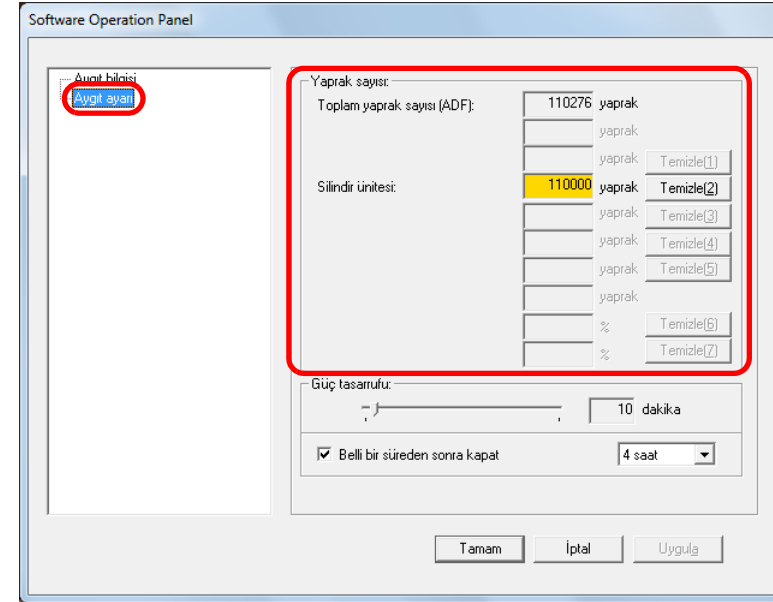 Software Operation Panel
Aygıt bilgisi
Aygıt ayarı
Yaprak sayısı:
Toplam yaprak sayısı (ADF): 110276 yaprak
yaprak
yaprak Temizle(1)
Silindir ünitesi: 110000 yaprak Temizle(2)
yaprak Temizle(3)
yaprak Temizle(4)
yaprak Temizle(5)
yaprak
% Temizle(6)
% Temizle(7)
Güç tasarrufu:
10 dakika
Belli bir süreden sonra kapat 4 saat
Tamam İptal Uygula